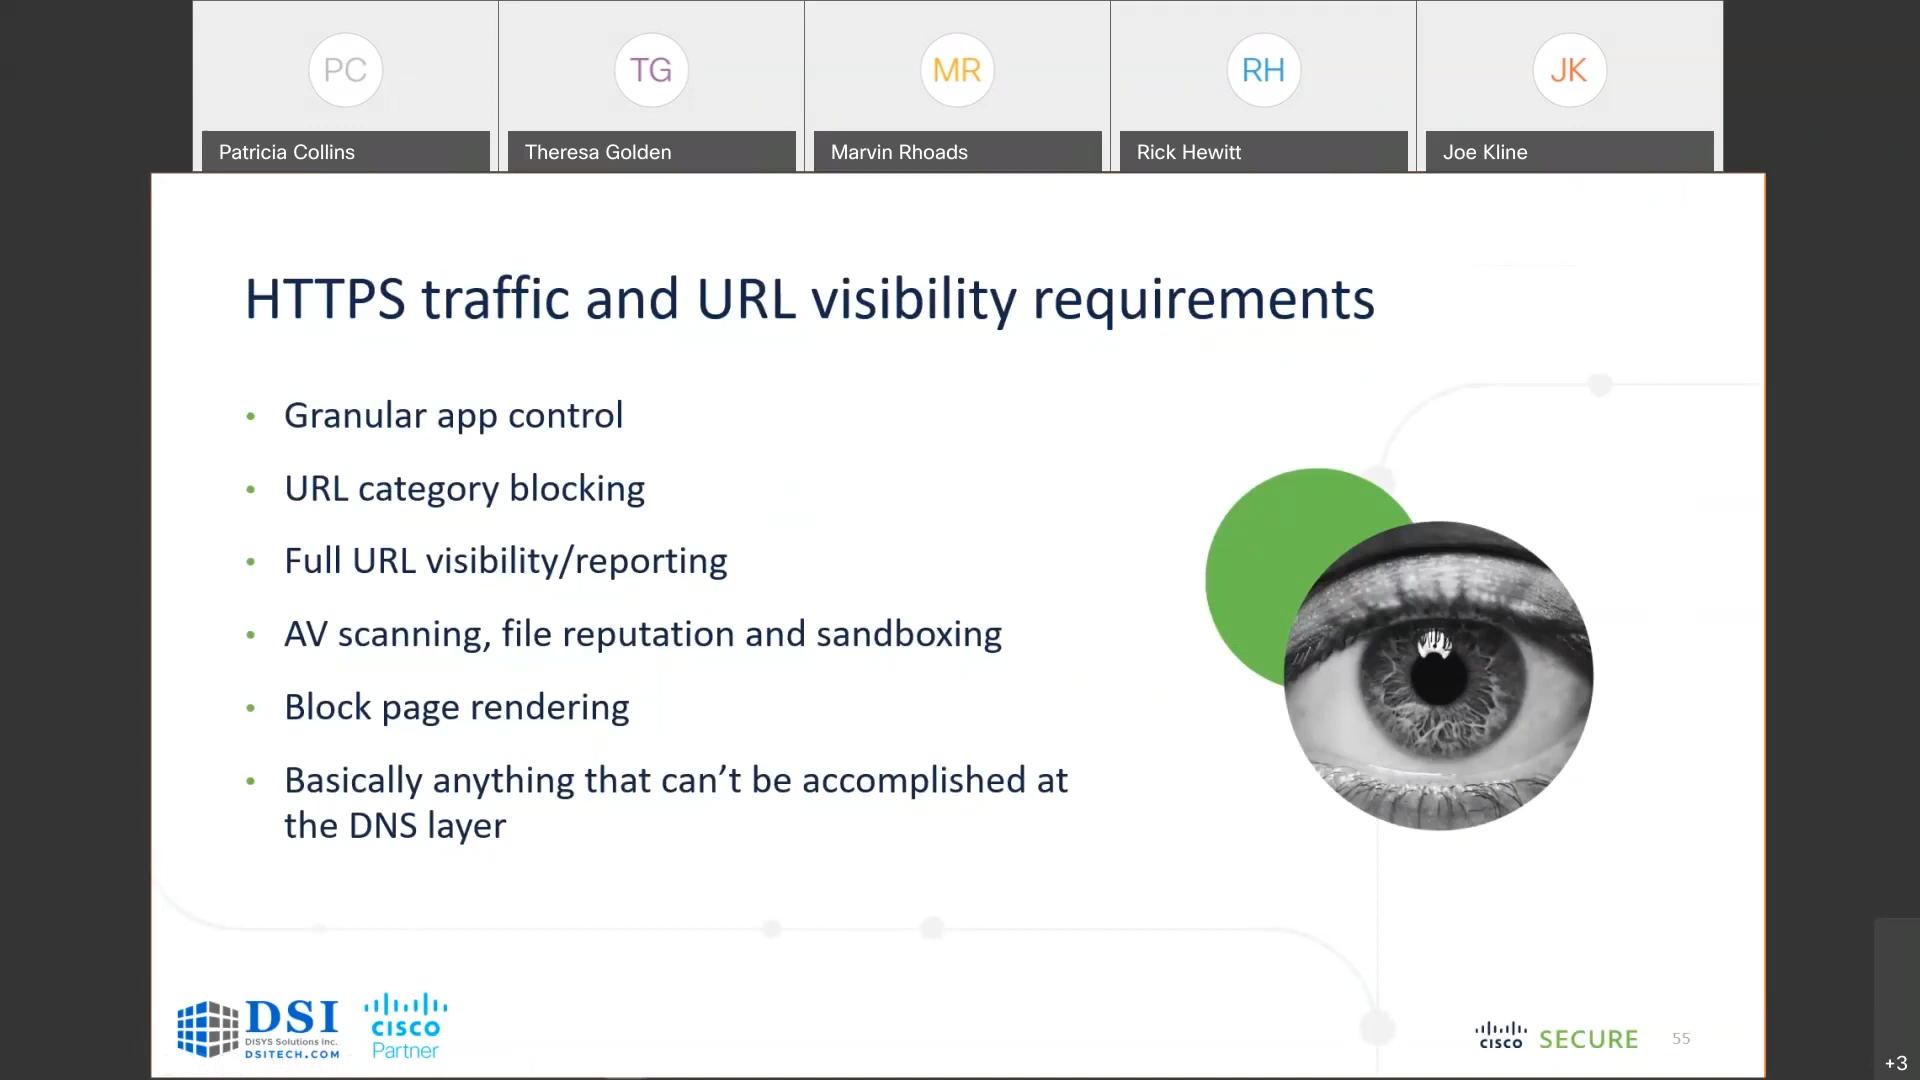 PC
TG
MR
RH
JK
Patricia Collins
Theresa Golden
Marvin Rhoads
Rick Hewitt
Joe Kline
HTTPS traffic and URL visibility requirements
• Granular app control
• URL category blocking
• Full URL visibility/reporting
• AV scanning, file reputation and sandboxing
• Block page rendering
• Basically anything that can’t be accomplished at
the DNS layer
DSI
DISYS Solutions Inc.
DSITECH.COM
CISCO
Partner
CISCO
SECURE
55
+3